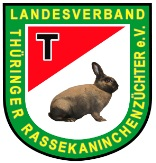 LANDESVERBAND
THÜRINGER RASSEKANINCHENZÜCHTER e.V.
T